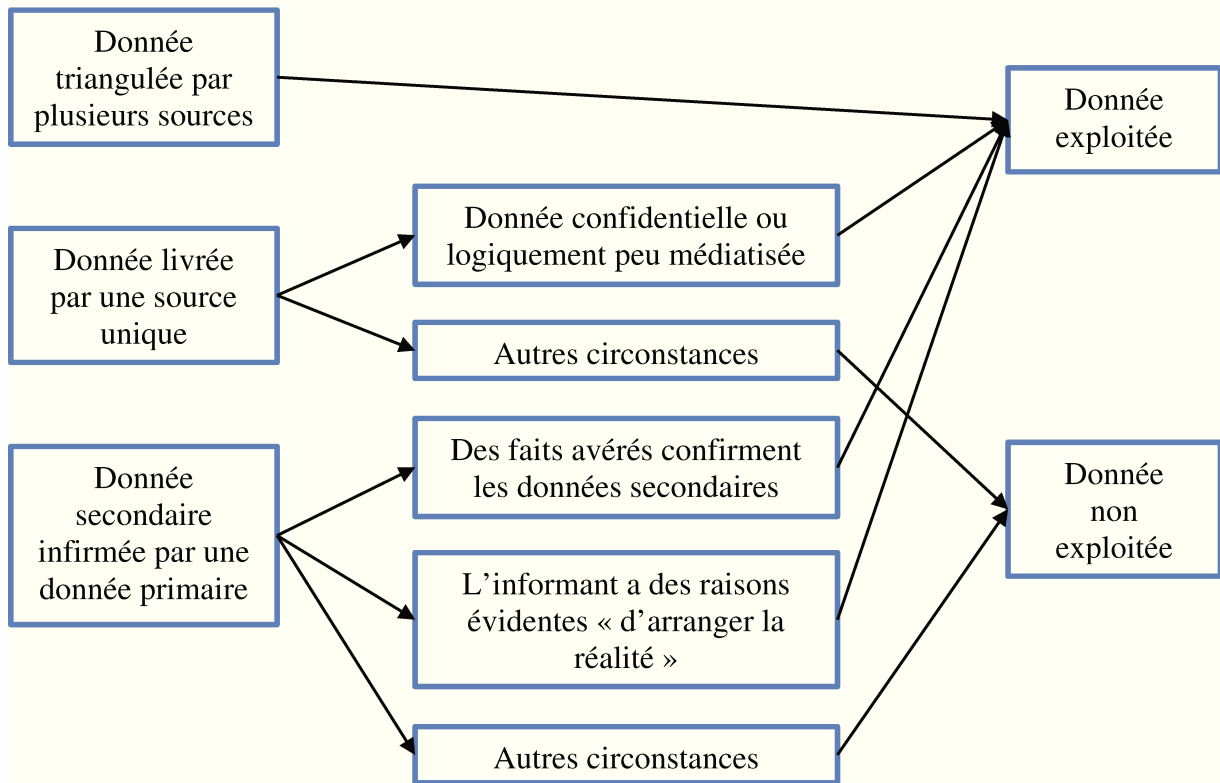 Donnée
triangulée par
plusieurs sources
Donnée
exploitée
Donnée confidentielle ou
logiquement peu médiatisée
Donnée livrée
par une source
unique
Autres circonstances
Des faits avérés confirment
les données secondaires
Donnée
secondaire
infirmée par une
donnée primaire
Donnée
non
exploitée
L’informant a des raisons
évidentes « d’arranger la
réalité »
Autres circonstances